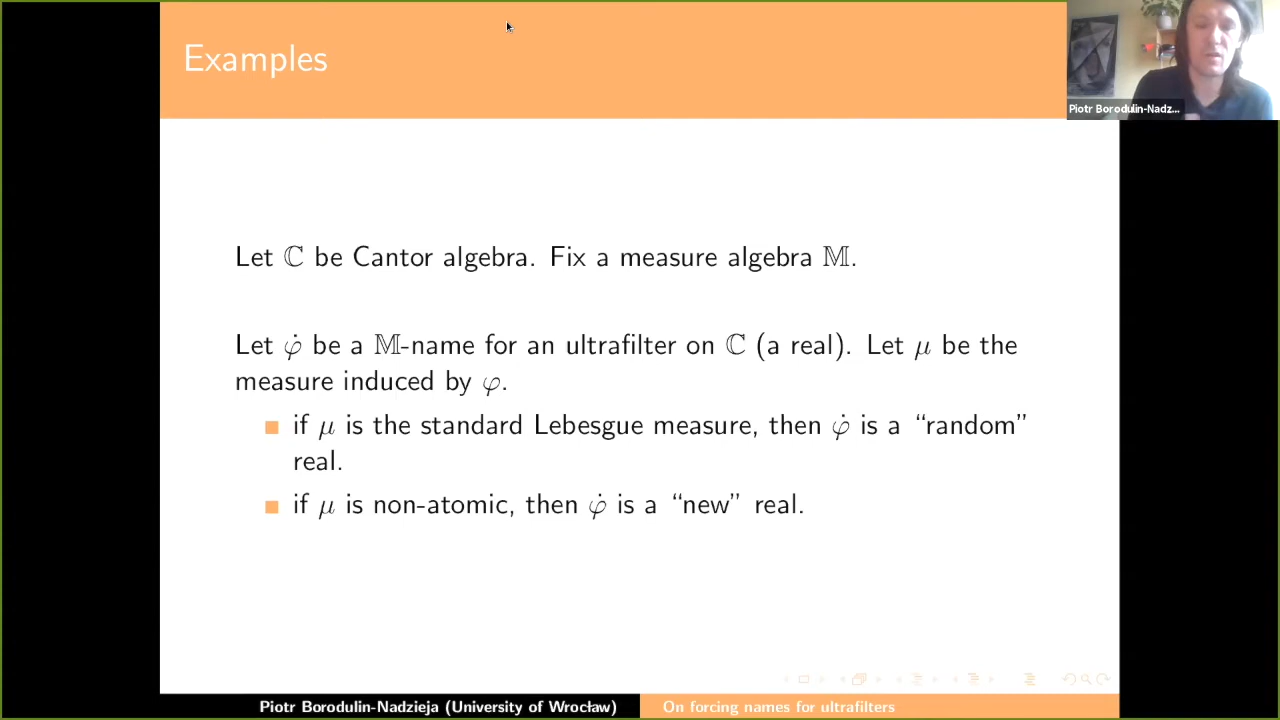 Examples
Piotr Borodulin-Nadz...
Let ℂ be Cantor algebra. Fix a measure algebra 𝕄.
Let φ̇ be a 𝕄-name for an ultrafilter on ℂ (a real). Let μ be the
measure induced by φ.
if μ is the standard Lebesgue measure, then φ̇ is a “random”
real.
if μ is non-atomic, then φ̇ is a “new” real.
Piotr Borodulin-Nadzieja (University of Wrocław)
On forcing names for ultrafilters